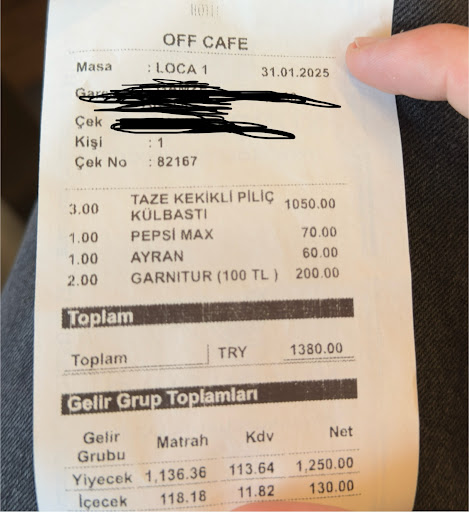 OFF CAFE
Masa : LOCA 1 31.01.2025
Çek
Kişi : 1
Çek No : 82167
3.00 TAZE KEKİKLİ PİLİÇ KÜLBASTI 1050.00
1.00 PEPSİ MAX 70.00
1.00 AYRAN 60.00
2.00 GARNITUR (100 TL ) 200.00
Toplam
Toplam TRY 1380.00
Gelir Grup Toplamları
Gelir Grubu Matrah Kdv Net
Yiyecek 1,136.36 113.64 1,250.00
İçecek 118.18 11.82 130.00